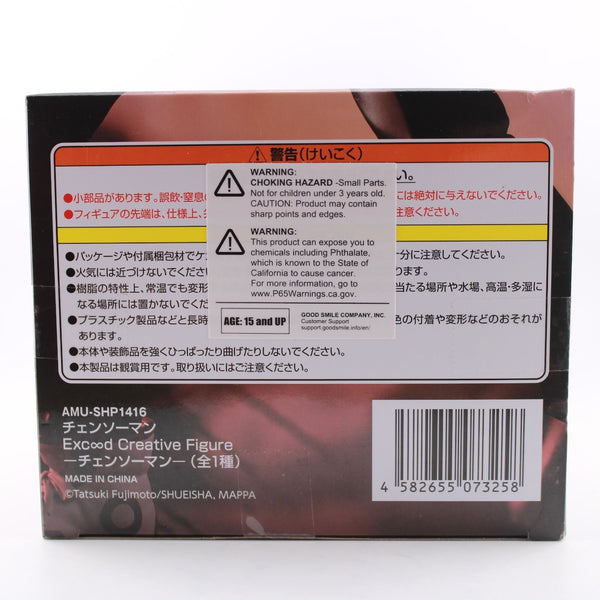 警告(けいこく)
い。
●小部品があります。誤飲・窒息の
には絶対に与えないでください。
●フィギュアの先端は、仕様上、
ください。
●パッケージや付属梱包材でケ
分に注意してください。
●火気には近づけないでください
●樹脂の特性上、常温でも変形
当たる場所や水場、高温・多湿に
なる場所には置かないでく
●プラスチック製品などと長時
色の付着や変形などのおそれが
あります。
●本体や装飾品を強くひっぱったり曲げたりしないでください。
●本製品は観賞用です。取り扱いにはご注意ください。
WARNING:
CHOKING HAZARD -Small Parts.
Not for children under 3 years old.
CAUTION: Product may contain
sharp points and edges.
WARNING:
This product can expose you to
chemicals including Phthalate,
which is known to the State of
California to cause cancer.
For more information, go to
www.P65Warnings.ca.gov.
AGE: 15 and UP
GOOD SMILE COMPANY, INC.
Customer Support
support.goodsmile.info/en/
AMU-SHP1416
チェンソーマン
Exc∞d Creative Figure
―チェンソーマン―(全1種)
MADE IN CHINA
©Tatsuki Fujimoto/SHUEISHA, MAPPA
4 582655 073258